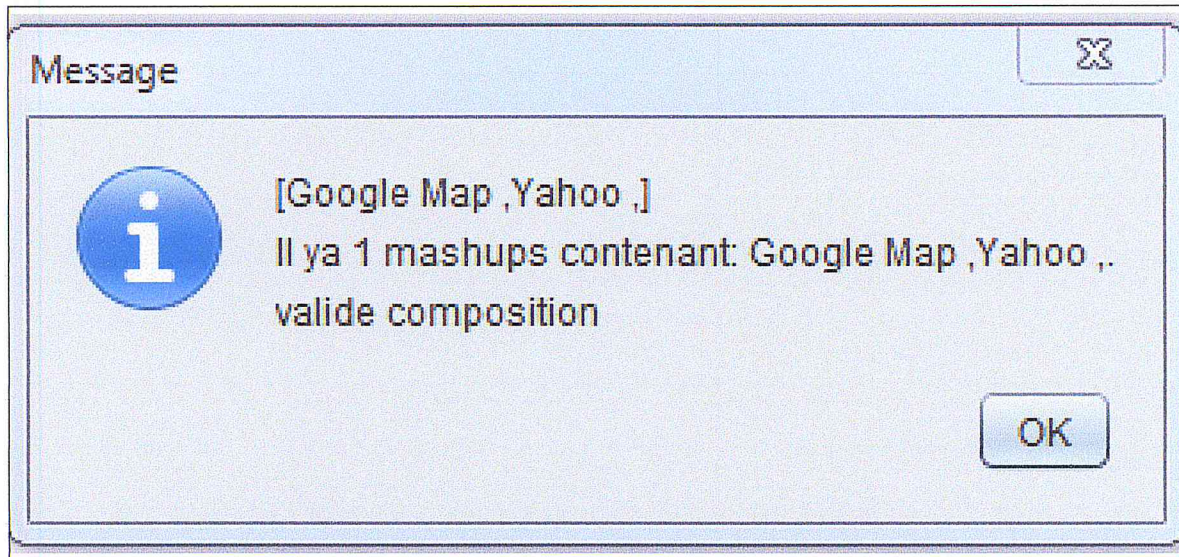 Message
[Google Map ,Yahoo ,]
Il ya 1 mashups contenant: Google Map ,Yahoo ,.
valide composition
OK